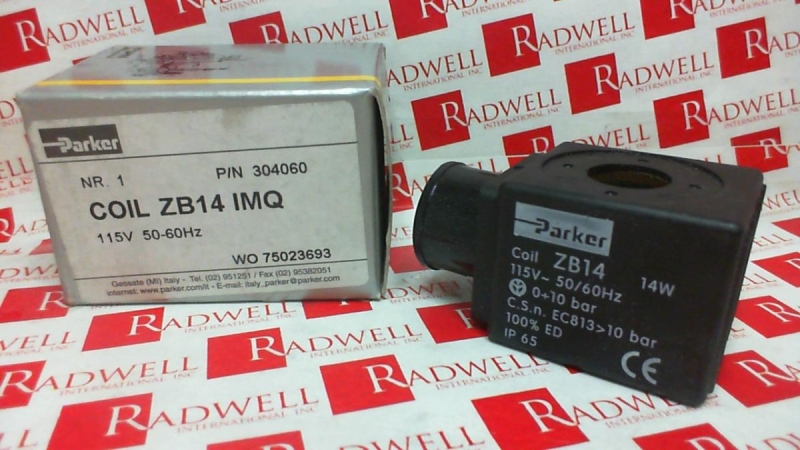 Parker
NR. 1
P/N 304060
COIL ZB14 IMQ
115V 50-60Hz
WO 75023693
Gessate (MI) Italy - Tel. (02) 951251 / Fax (02) 95382051
internet: www.parker.com/it - E-mail: italy_parker@parker.com
Parker
Coil ZB14 14W
115V~ 50/60Hz
0÷10 bar
C.S.n. EC813>10 bar
100% ED
IP 65
CE
RADWELL
INTERNATIONAL INC